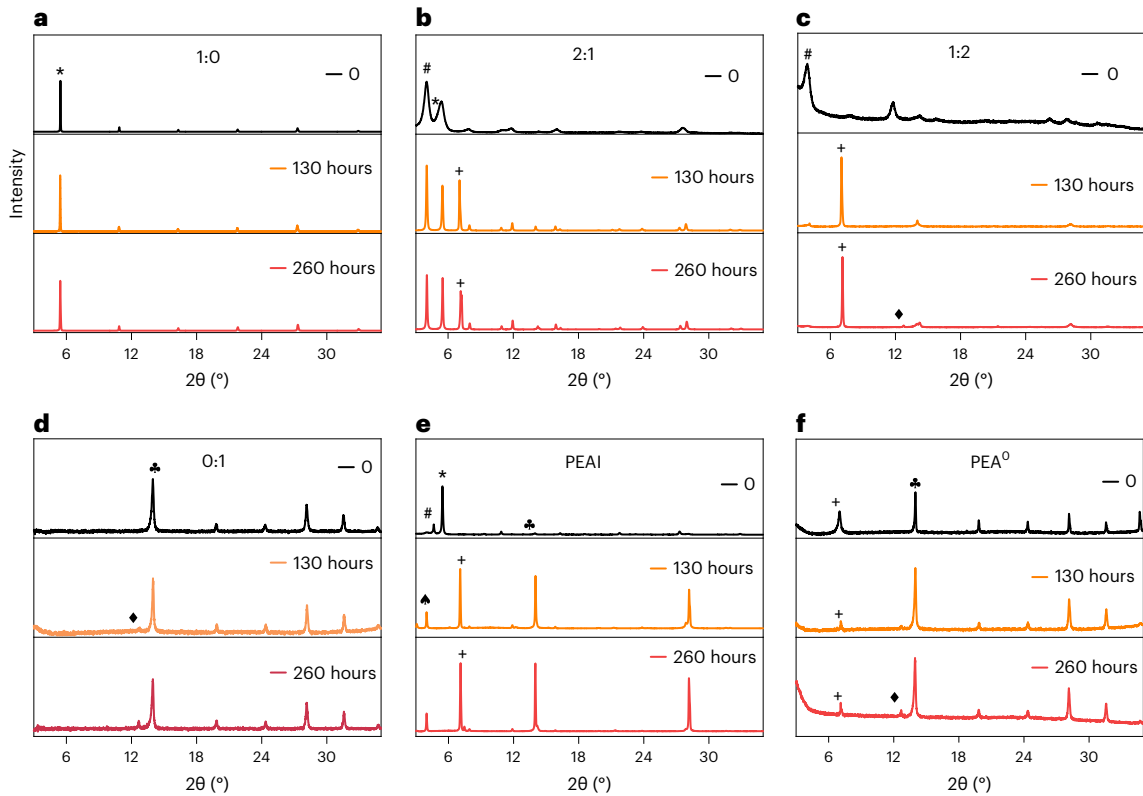 a
1:0
*
0
130 hours
260 hours
Intensity
6 12 18 24 30
2θ (°)
b
2:1
#
*
0
+
130 hours
+
260 hours
6 12 18 24 30
2θ (°)
c
1:2
#
0
+
130 hours
+
♦
260 hours
6 12 18 24 30
2θ (°)
d
0:1
♣
0
♦
130 hours
260 hours
6 12 18 24 30
2θ (°)
e
PEAI
*
#
♣
0
♠
+
130 hours
+
260 hours
6 12 18 24 30
2θ (°)
f
PEA⁰
+
♣
0
+
130 hours
+
♦
260 hours
6 12 18 24 30
2θ (°)